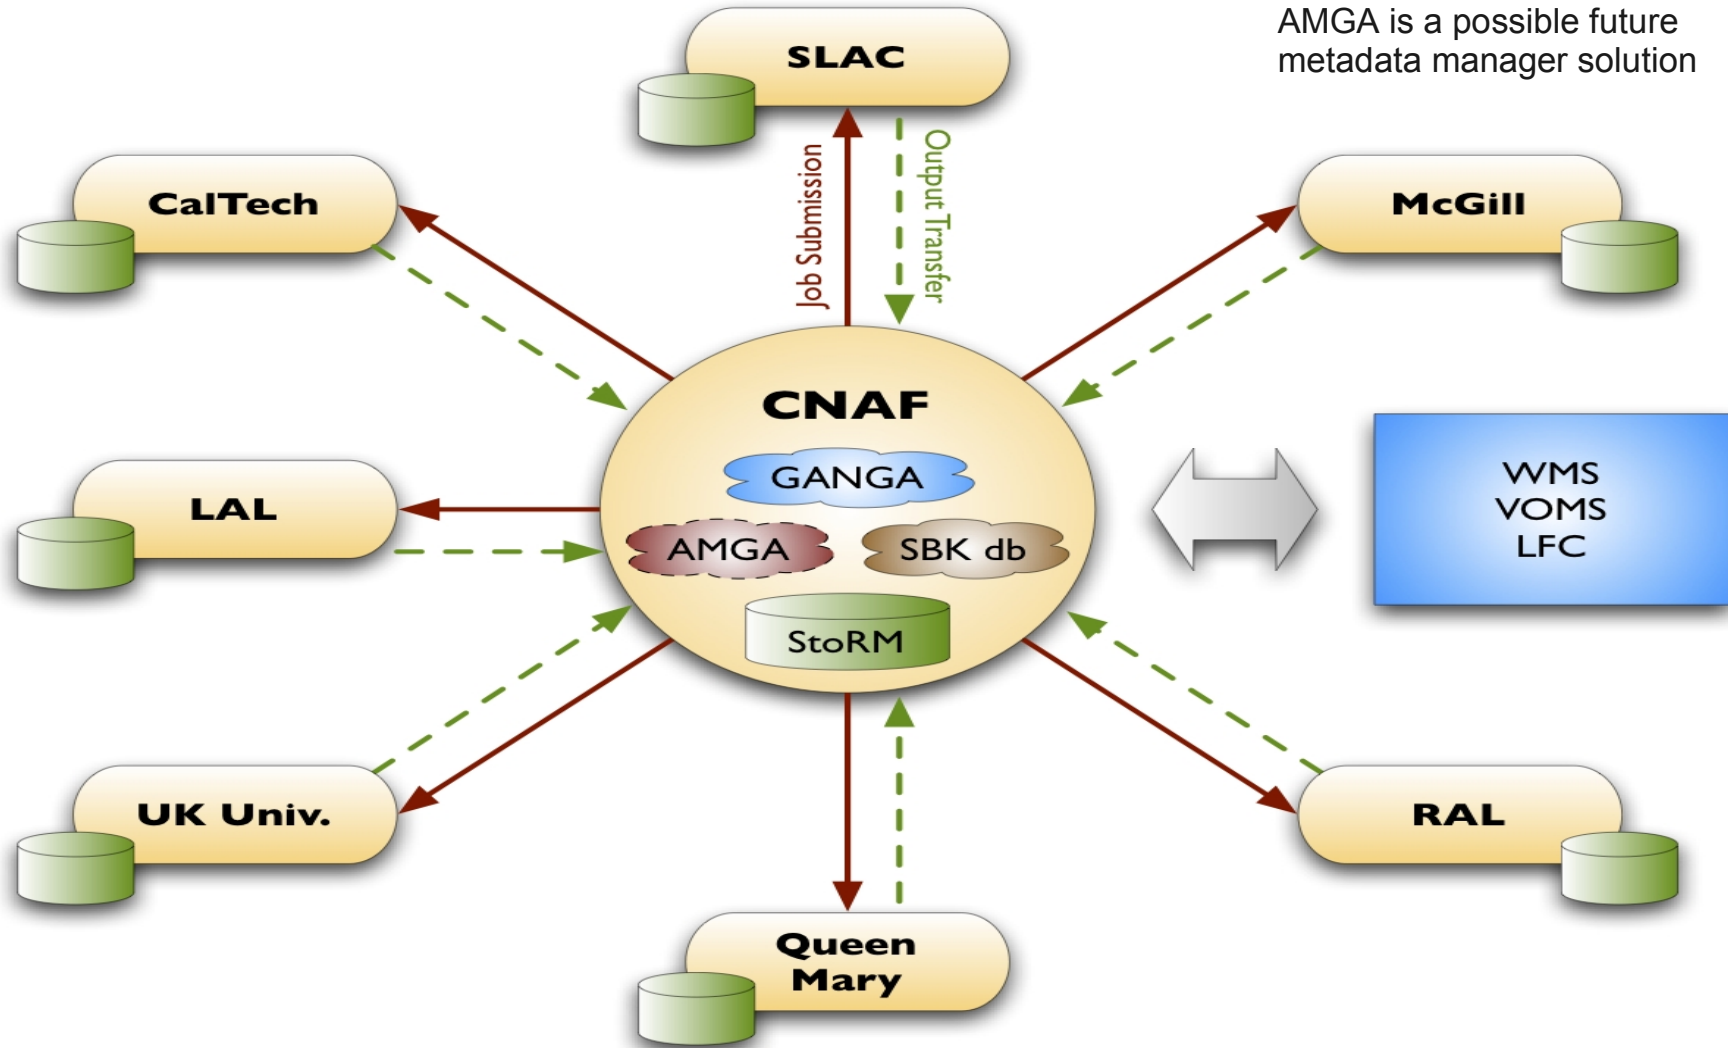 AMGA is a possible future
metadata manager solution
SLAC
CalTech
McGill
Job Submission
Output Transfer
CNAF
GANGA
AMGA
SBK db
StoRM
WMS
VOMS
LFC
LAL
UK Univ.
RAL
Queen
Mary